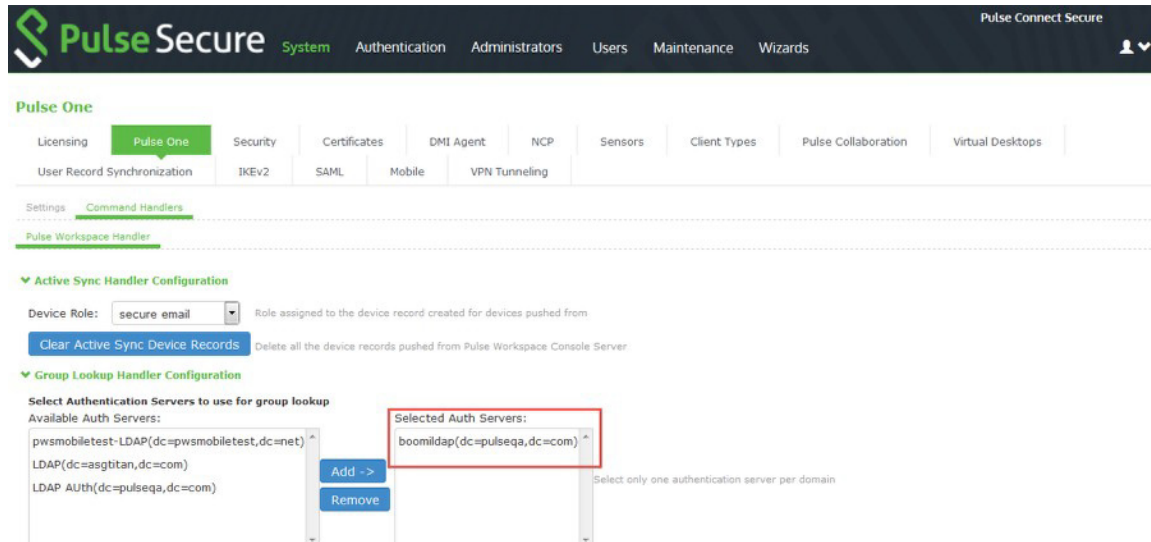 Pulse Connect Secure
Pulse Secure System Authentication Administrators Users Maintenance Wizards
Pulse One
Licensing Pulse One Security Certificates DMI Agent NCP Sensors Client Types Pulse Collaboration Virtual Desktops
User Record Synchronization IKEv2 SAML Mobile VPN Tunneling
Settings Command Handlers
Pulse Workspace Handler
Active Sync Handler Configuration
Device Role: secure email Role assigned to the device record created for devices pushed from
Clear Active Sync Device Records Delete all the device records pushed from Pulse Workspace Console Server
Group Lookup Handler Configuration
Select Authentication Servers to use for group lookup
Available Auth Servers: Selected Auth Servers:
pwsmobiletest-LDAP(dc=pwsmobiletest,dc=net) boomildap(dc=pulseqa,dc=com)
LDAP(dc=asgtitan,dc=com)
Add ->
LDAP AUth(dc=pulseqa,dc=com) Select only one authentication server per domain
Remove